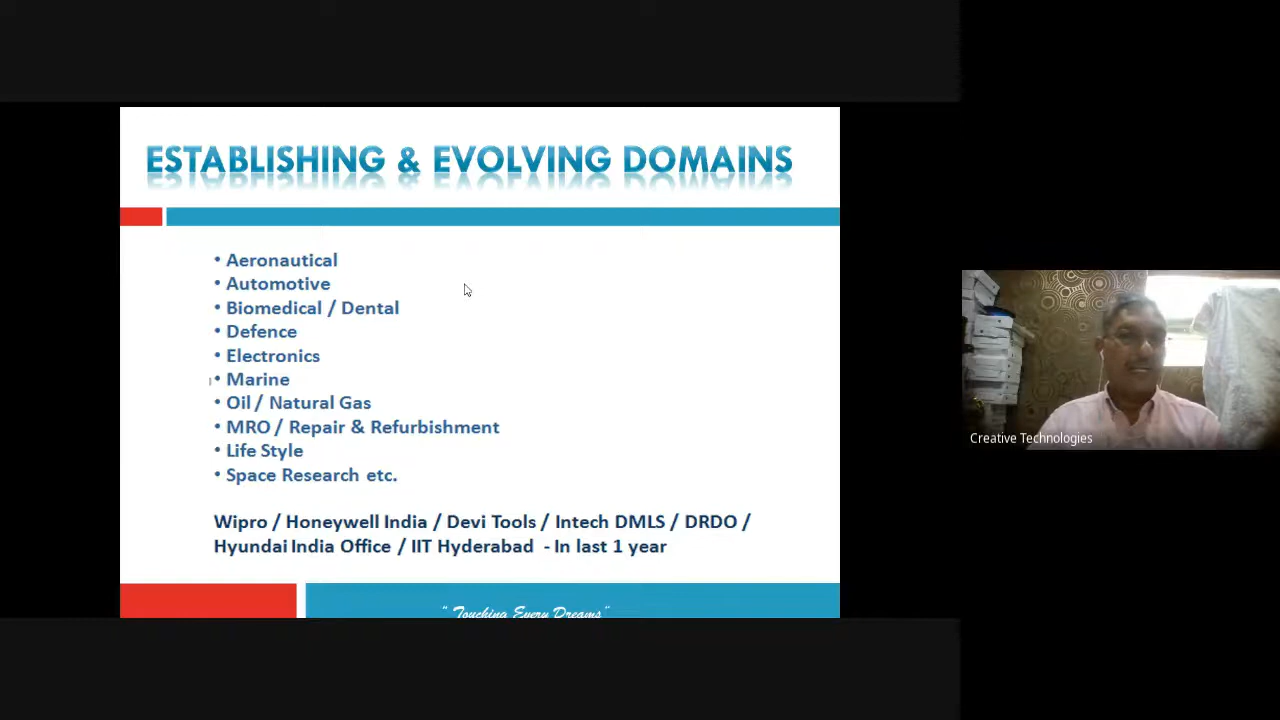 ESTABLISHING & EVOLVING DOMAINS
• Aeronautical
• Automotive
• Biomedical / Dental
• Defence
• Electronics
• Marine
• Oil / Natural Gas
• MRO / Repair & Refurbishment
• Life Style
• Space Research etc.
Wipro / Honeywell India / Devi Tools / Intech DMLS / DRDO /
Hyundai India Office / IIT Hyderabad - In last 1 year
" Touching Every Dreams"
Creative Technologies